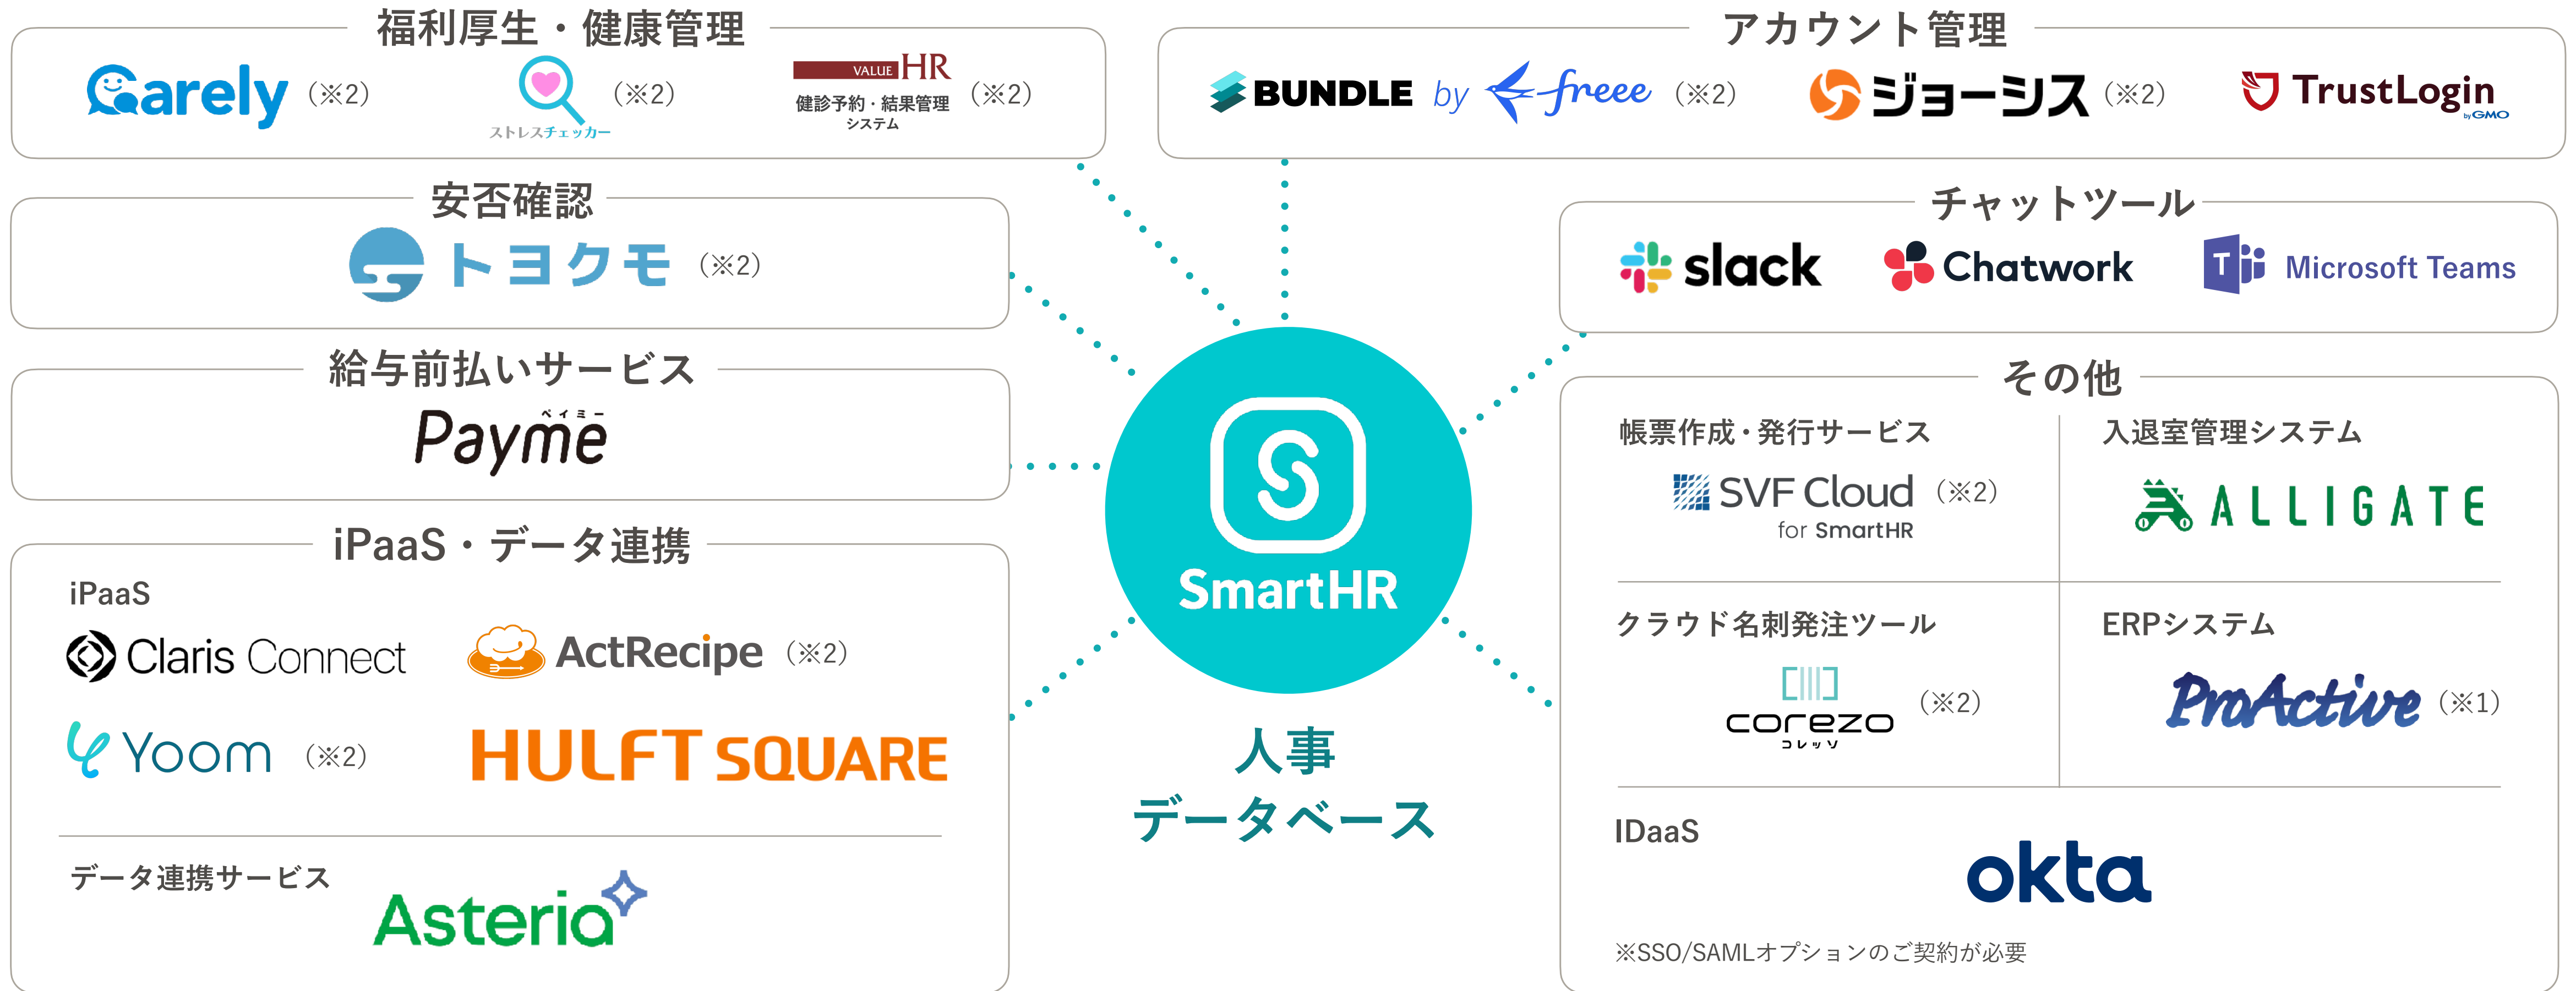 福利厚生・健康管理
Carely （※2）
ストレスチェッカー （※2）
VALUE HR
健診予約・結果管理
システム
（※2）
アカウント管理
BUNDLE by freee （※2）
ジョーシス （※2）
TrustLogin
by GMO
安否確認
トヨクモ （※2）
チャットツール
slack
Chatwork
Microsoft Teams
給与前払いサービス
ペイミー
Payme
iPaaS・データ連携
iPaaS
Claris Connect
ActRecipe （※2）
Yoom （※2）
HULFT SQUARE
データ連携サービス
Asteria
SmartHR
人事
データベース
その他
帳票作成・発行サービス
SVF Cloud （※2）
for SmartHR
入退室管理システム
ALLIGATE
クラウド名刺発注ツール
corezo （※2）
コレッソ
ERPシステム
ProActive （※1）
IDaaS
okta
※SSO/SAMLオプションのご契約が必要